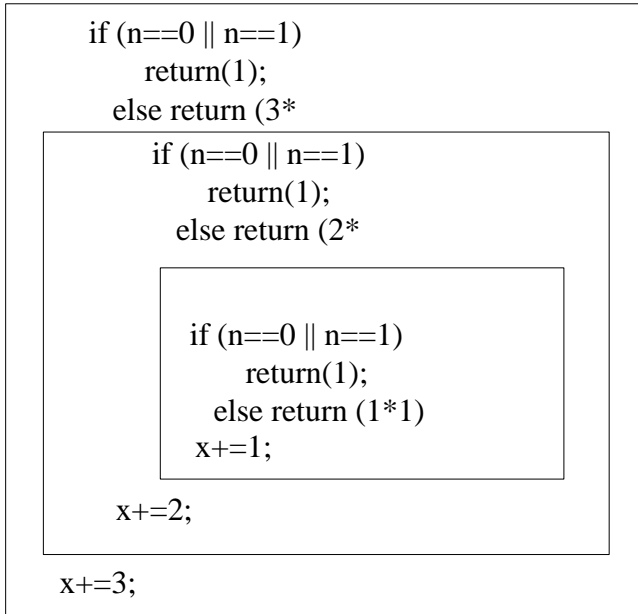 if (n==0 || n==1)
return(1);
else return (3*
if (n==0 || n==1)
return(1);
else return (2*
if (n==0 || n==1)
return(1);
else return (1*1)
x+=1;
x+=2;
x+=3;